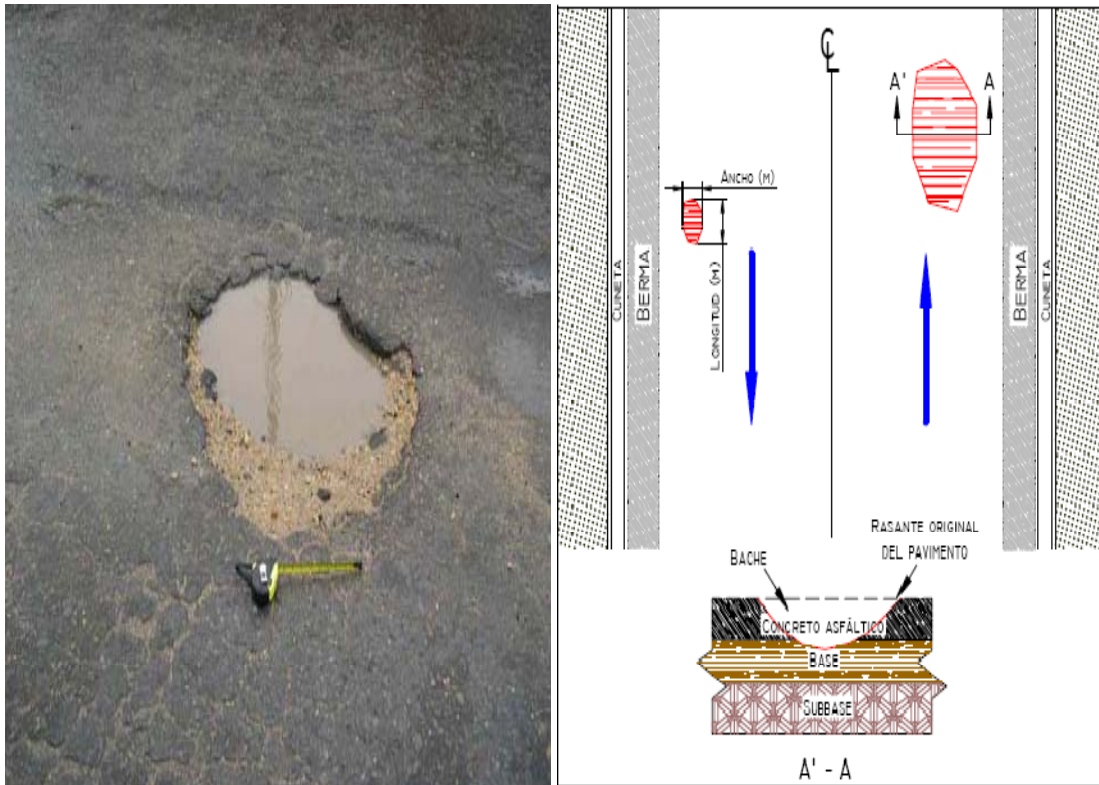 ℄
A'
A
ANCHO (M)
LONGITUD (M)
CUNETA
BERMA
BERMA
CUNETA
RASANTE ORIGINAL
DEL PAVIMENTO
BACHE
CONCRETO ASFÁLTICO
BASE
SUBBASE
A' - A